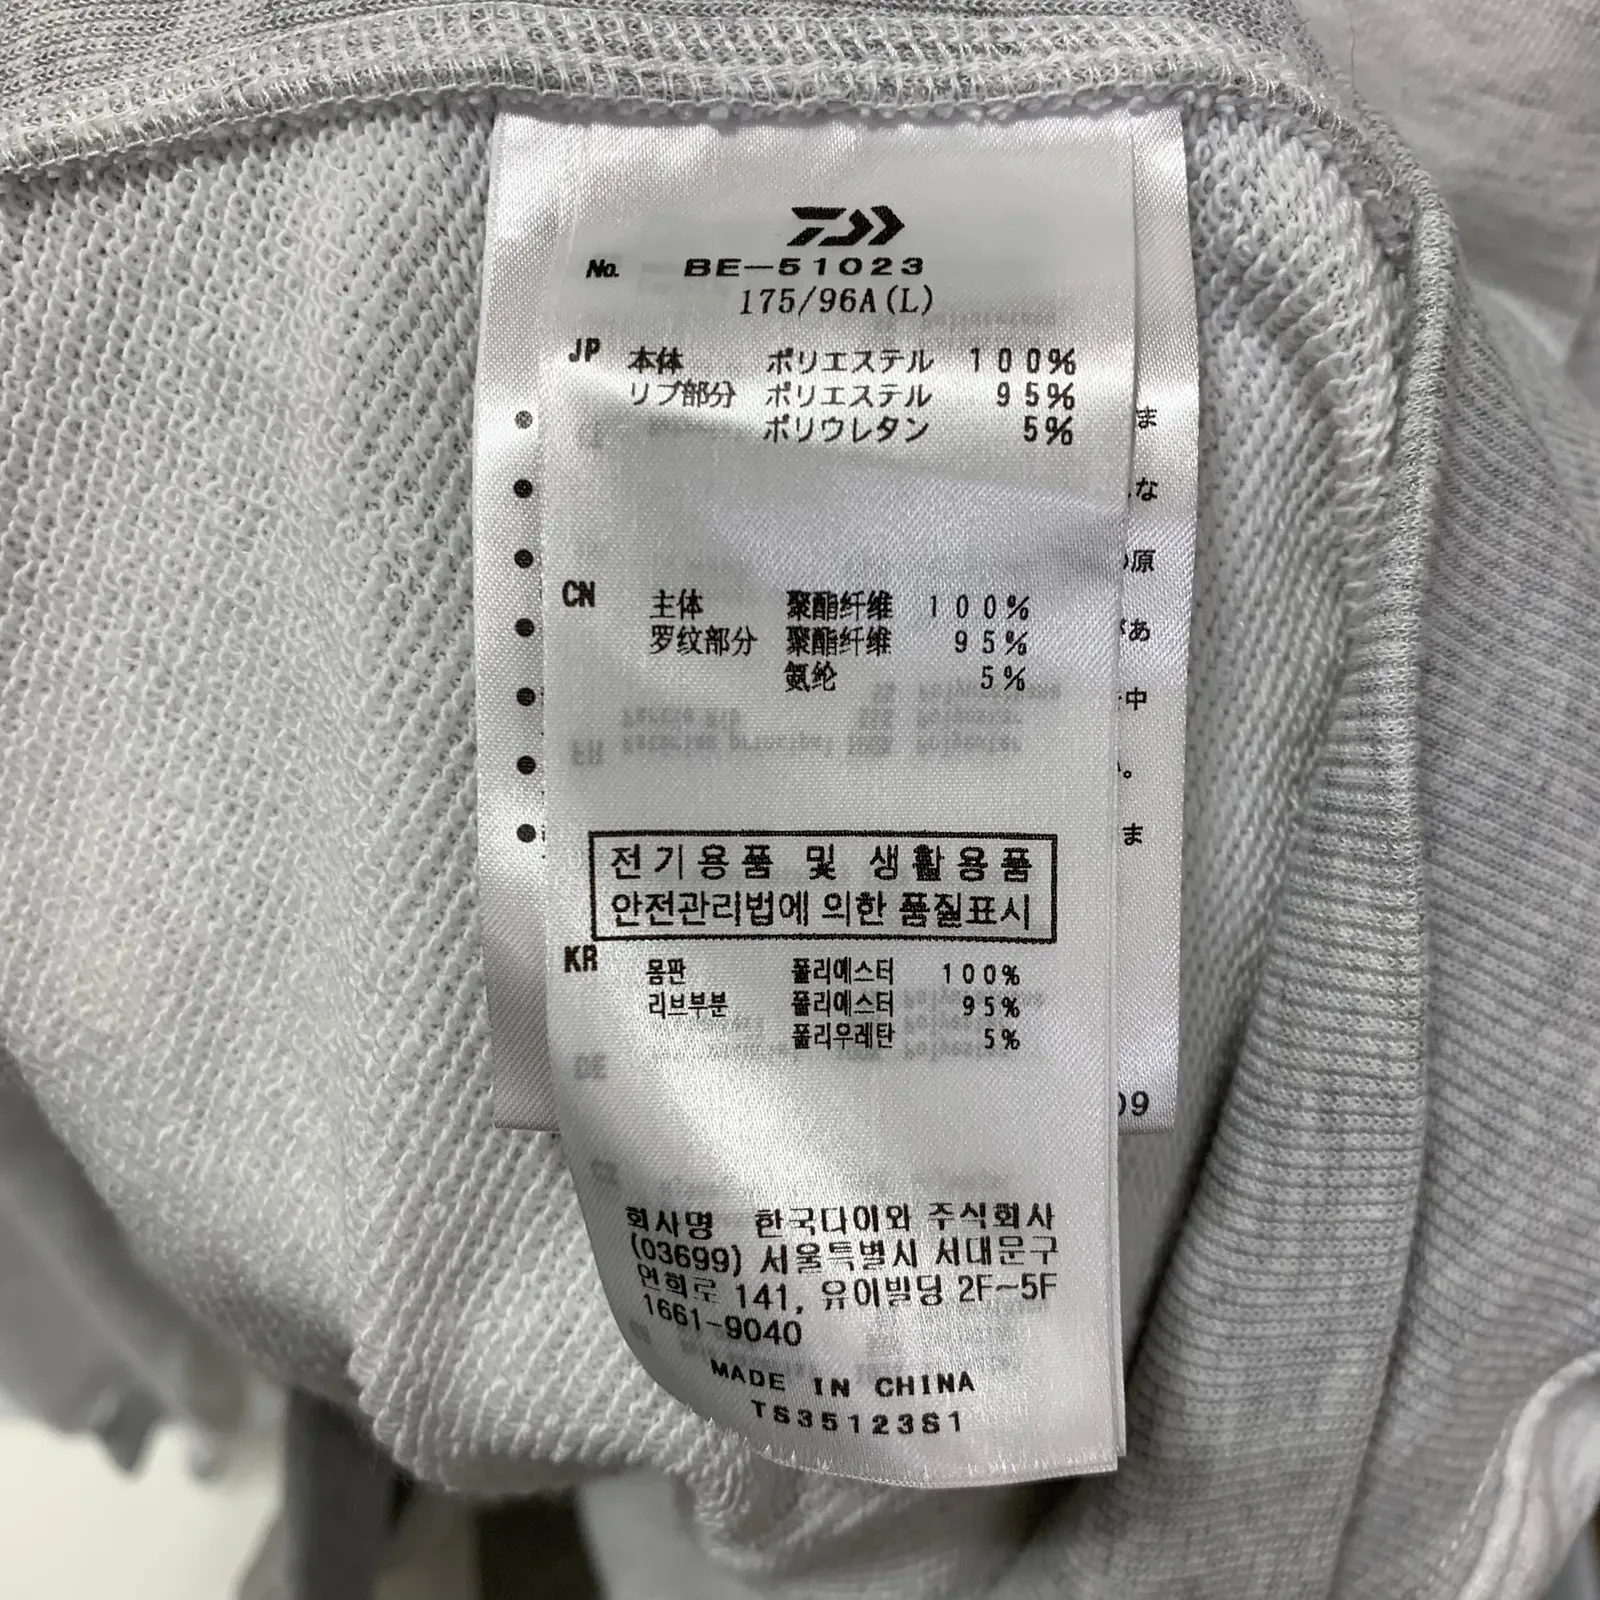 No. BE-51023
175/96A(L)
JP 本体 ポリエステル 100%
リブ部分 ポリエステル 95%
ポリウレタン 5%
CN 主体 聚酯纤维 100%
罗纹部分 聚酯纤维 95%
氨纶 5%
전기용품 및 생활용품
안전관리법에 의한 품질표시
KR 몸판 폴리에스터 100%
리브부분 폴리에스터 95%
폴리우레탄 5%
회사명 한국다이와 주식회사
(03699) 서울특별시 서대문구
연희로 141, 유이빌딩 2F~5F
1661-9040
MADE IN CHINA
TS35123S1
ま
な
原
あ
中
。
ま
09